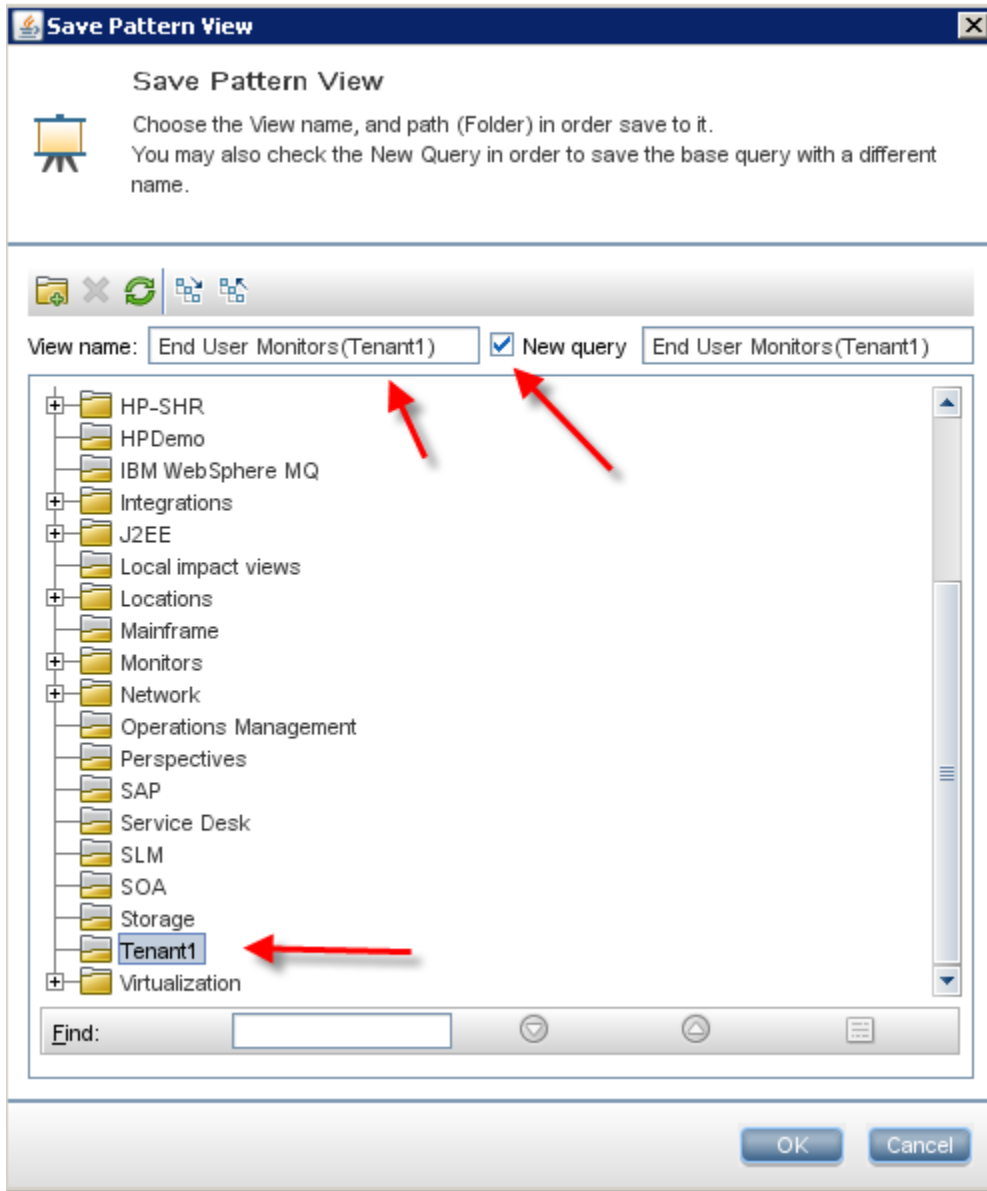 Save Pattern View
Save Pattern View
Choose the View name, and path (Folder) in order save to it.
You may also check the New Query in order to save the base query with a different
name.
View name: End User Monitors(Tenant1) New query End User Monitors(Tenant1)
HP-SHR
HPDemo
IBM WebSphere MQ
Integrations
J2EE
Local impact views
Locations
Mainframe
Monitors
Network
Operations Management
Perspectives
SAP
Service Desk
SLM
SOA
Storage
Tenant1
Virtualization
Find:
OK Cancel